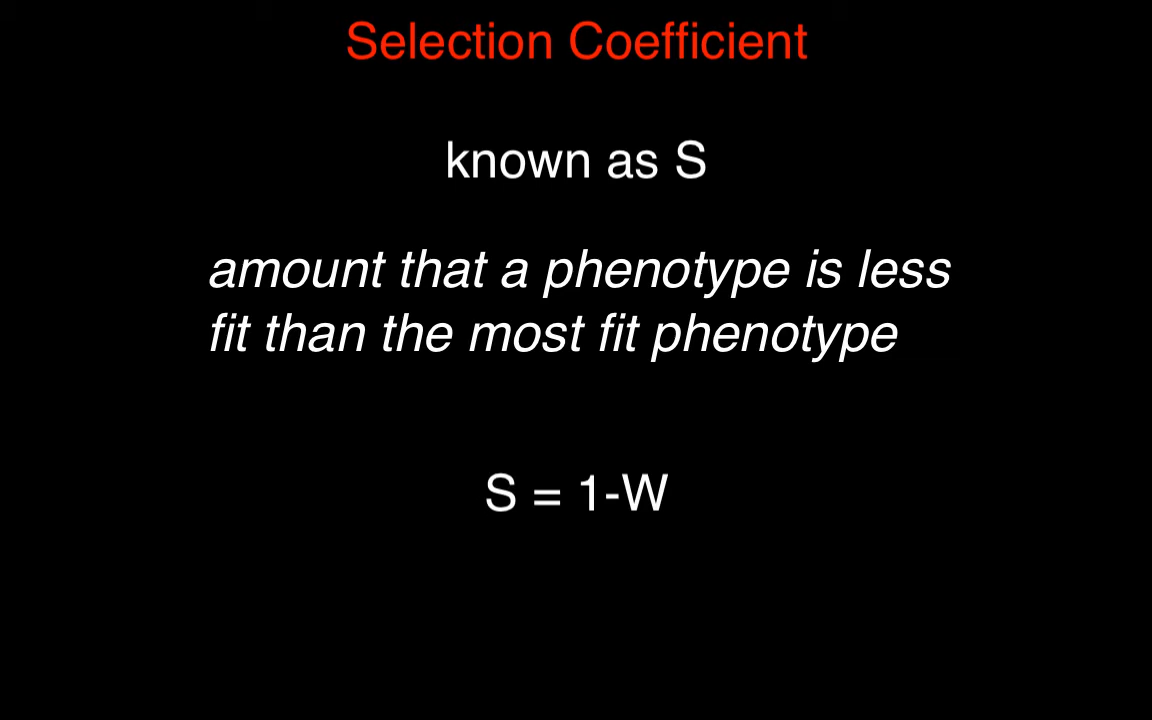 Selection Coefficient
known as S
amount that a phenotype is less
fit than the most fit phenotype
S = 1-W